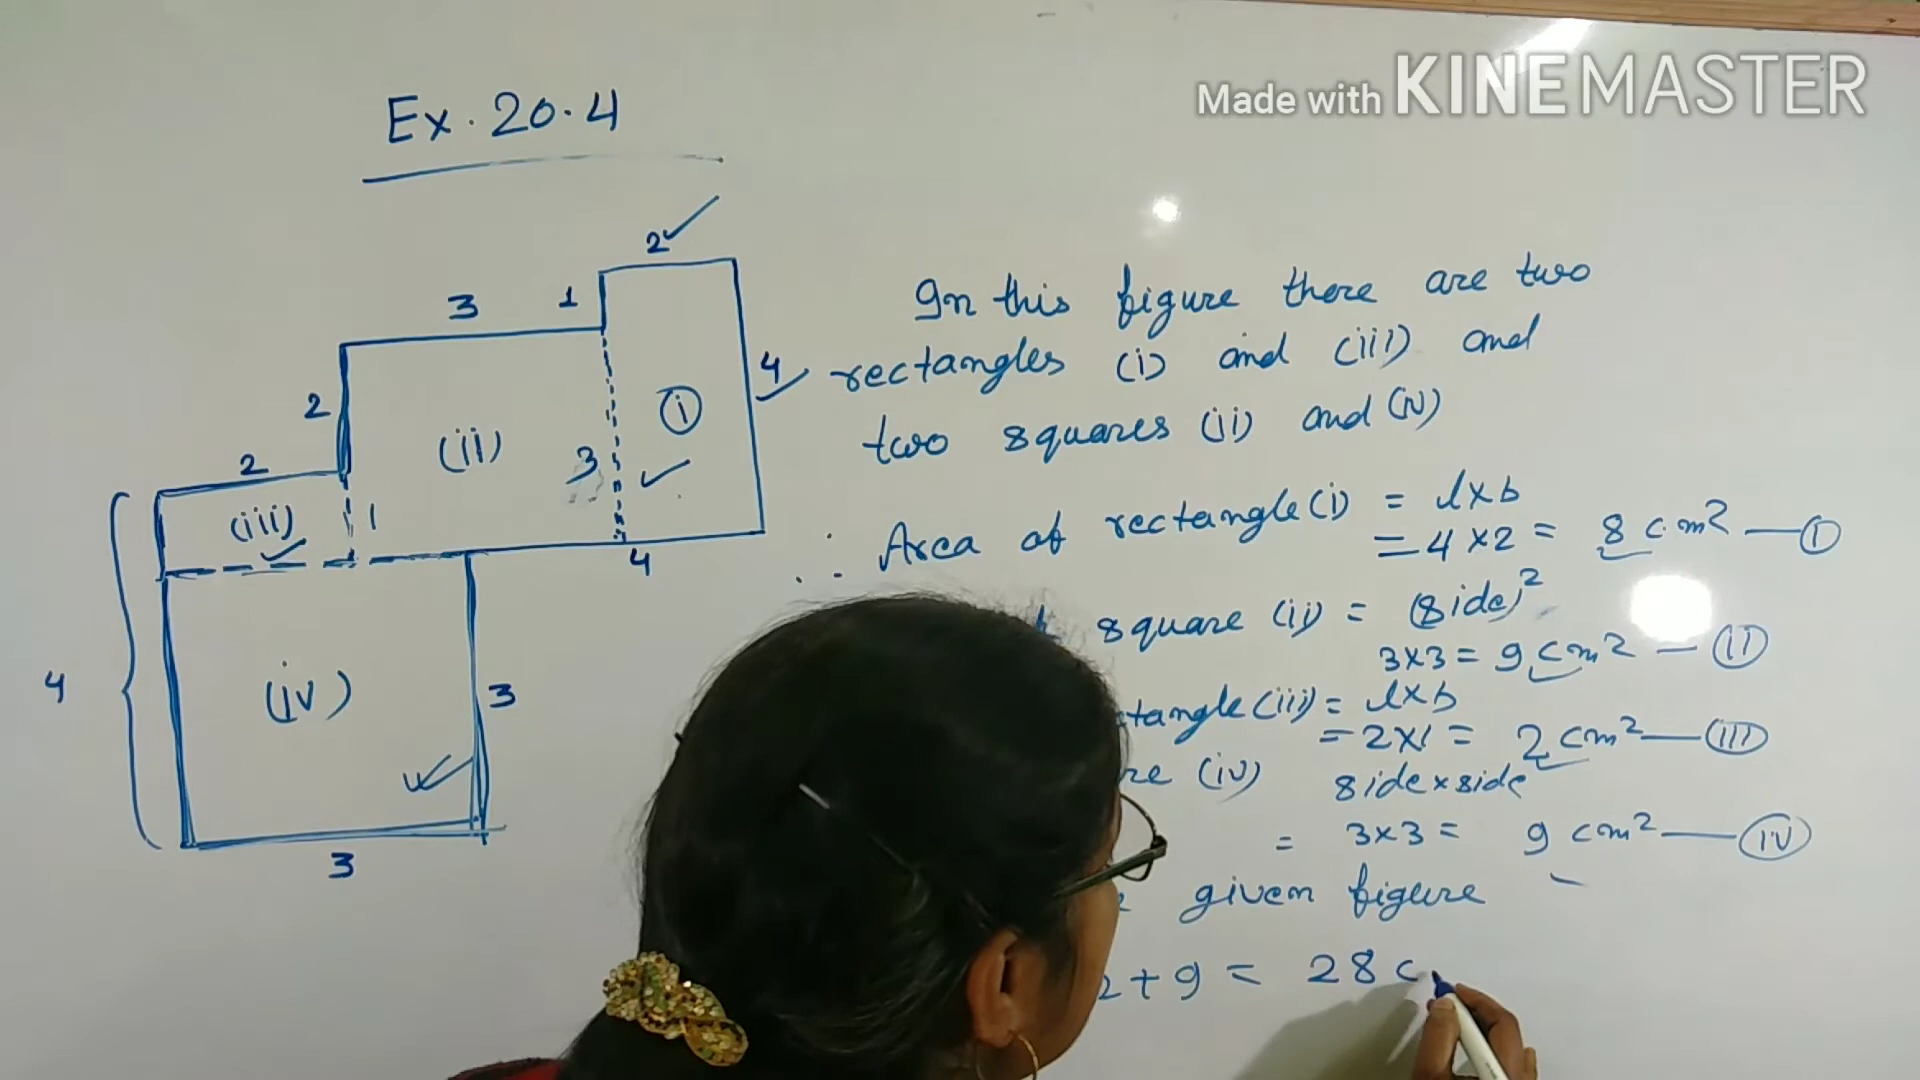 Made with KINEMASTER
Ex. 20.4
2
3
1
4
2
(ii)
(i)
3
2
(iii)
1
4
4
(iv)
3
3
In this figure there are two
rectangles (i) and (iii) and
two squares (ii) and (iv)
∴ Area of rectangle (i) = l×b
= 4×2 = 8 cm² — (I)
square (ii) = (side)²
3×3 = 9 cm² — (II)
tangle (iii) = l×b
= 2×1 = 2 cm² — (III)
re (iv) side×side
= 3×3 = 9 cm² — (IV)
given figure
2+9 = 28 c